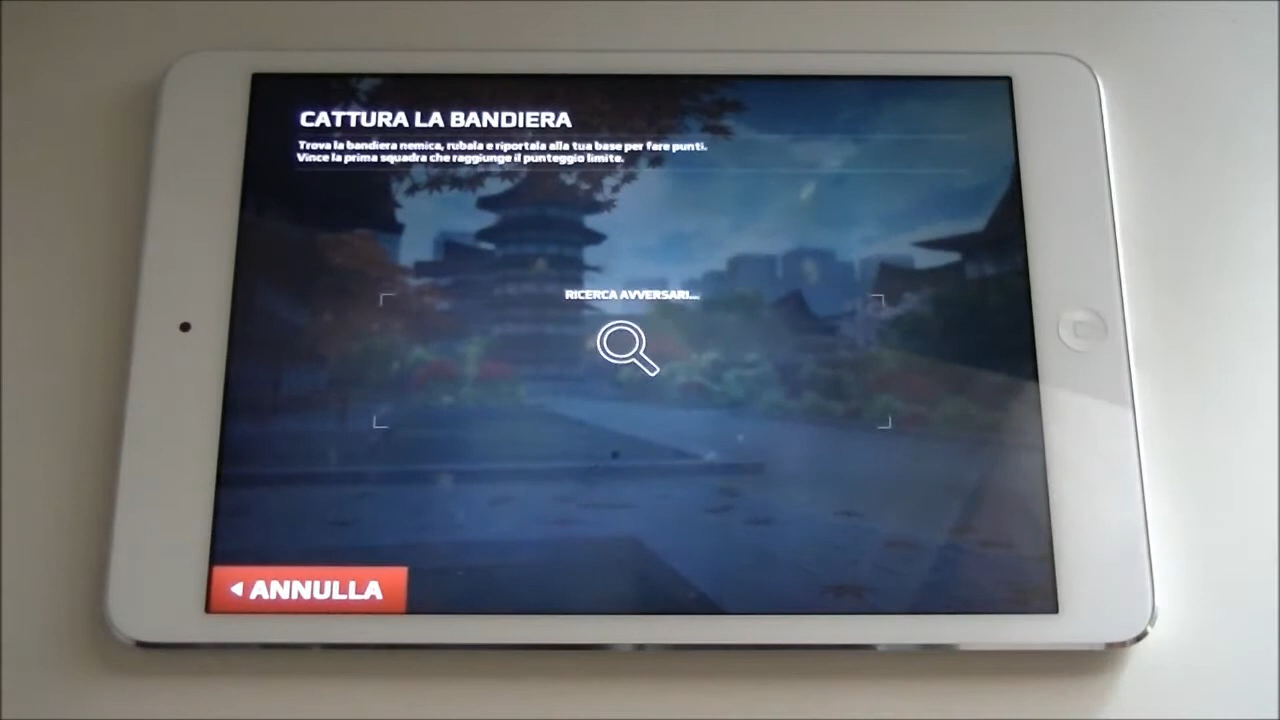 CATTURA LA BANDIERA
Trova la bandiera nemica, rubala e riportala alla tua base per fare punti.
Vince la prima squadra che raggiunge il punteggio limite.
RICERCA AVVERSARI...
ANNULLA